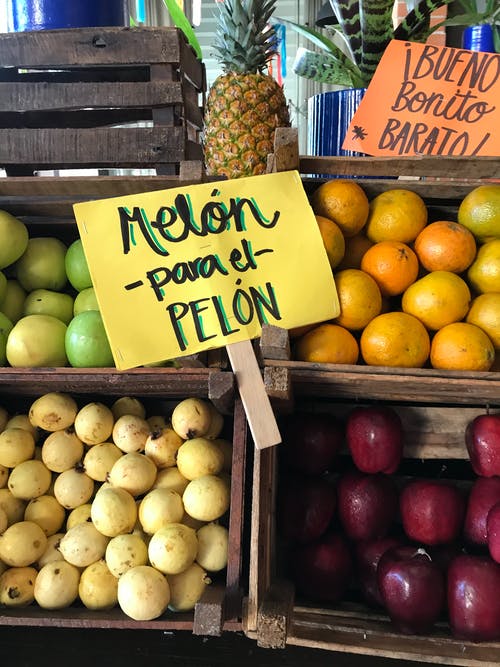 ¡BUENO
Bonito
* BARATO!
Melón
- para el -
PELÓN